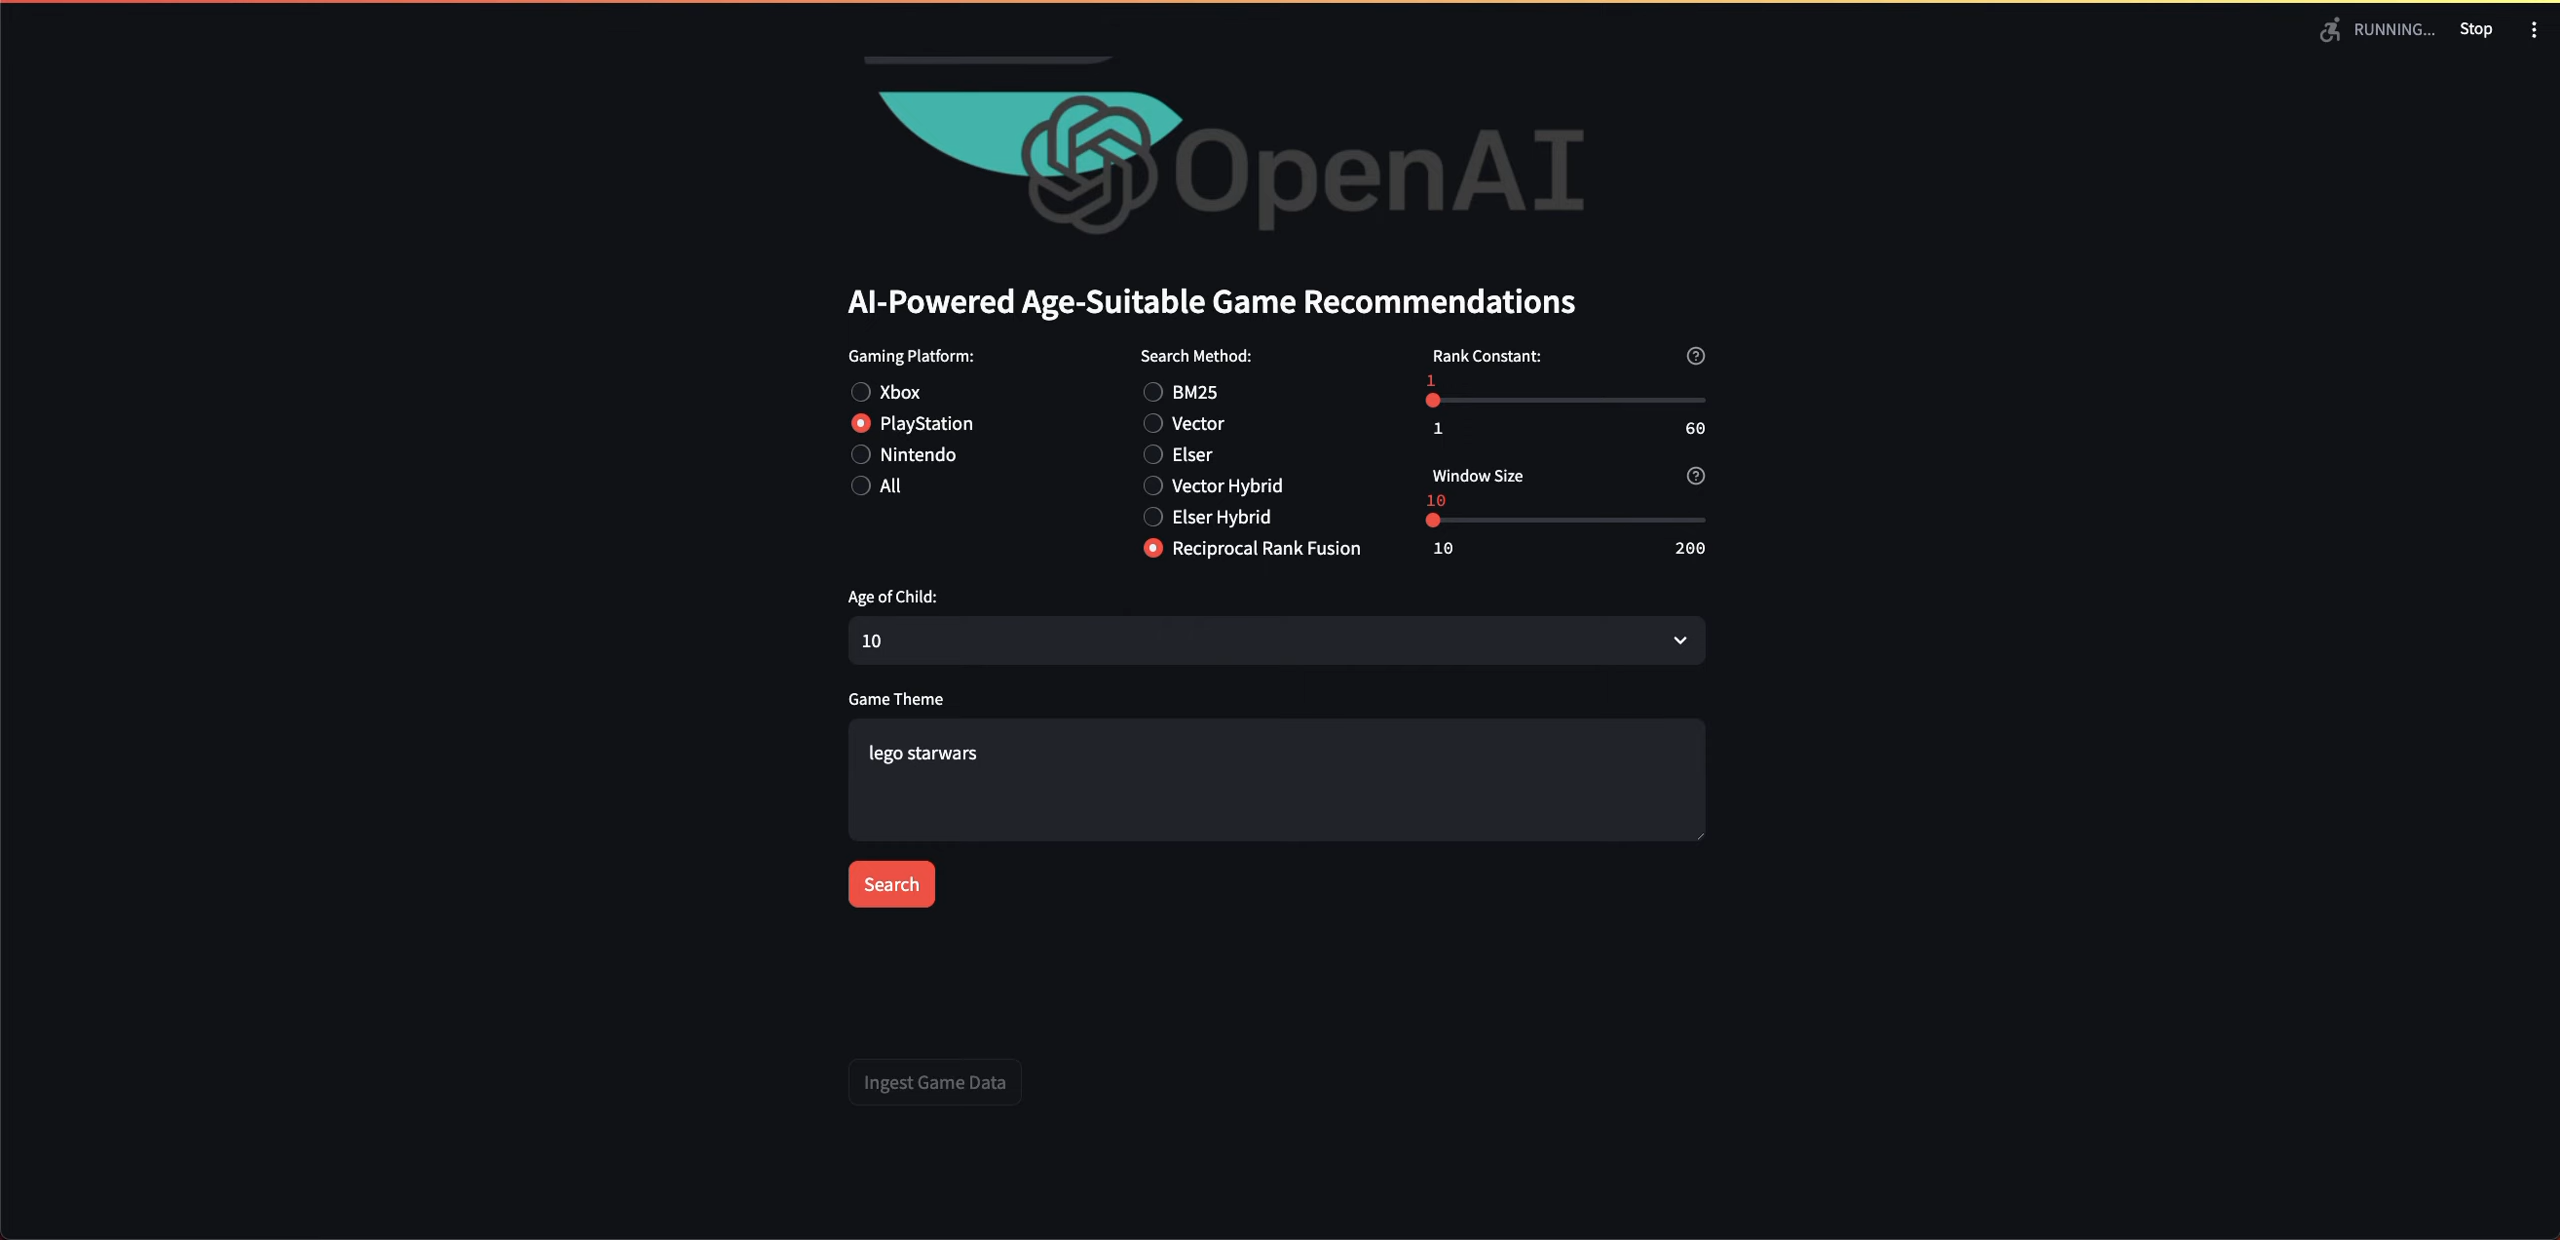 RUNNING... Stop
OpenAI
AI-Powered Age-Suitable Game Recommendations
Gaming Platform:
Xbox
PlayStation
Nintendo
All
Search Method:
BM25
Vector
Elser
Vector Hybrid
Elser Hybrid
Reciprocal Rank Fusion
Rank Constant:
1
1 60
Window Size
10
10 200
Age of Child:
10
Game Theme
lego starwars
Search
Ingest Game Data